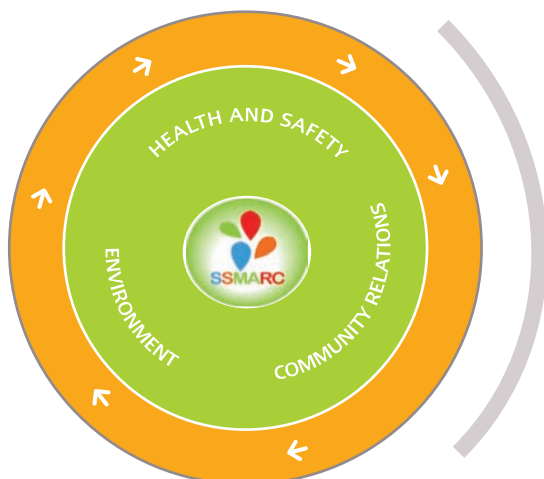 HEALTH AND SAFETY
ENVIRONMENT
SSMARC
COMMUNITY RELATIONS